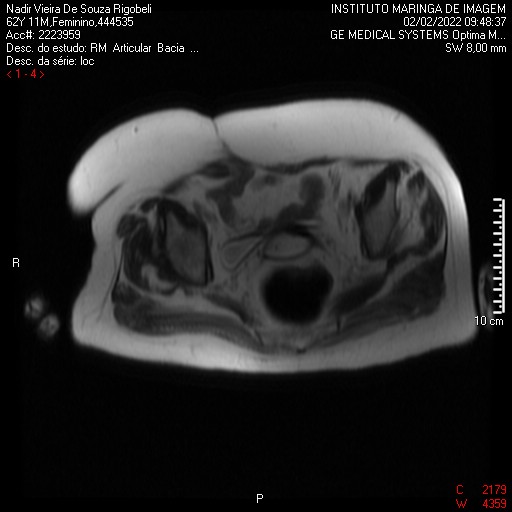 Nadir Vieira De Souza Rigobeli
62Y 11M,Feminino,444535
Acc#: 2223959
Desc. do estudo: RM Articular Bacia ...
Desc. da série: loc
< 1 - 4 >
INSTITUTO MARINGA DE IMAGEM
02/02/2022 09:48:37
GE MEDICAL SYSTEMS Optima M...
SW 8,00 mm
R
10 cm
P
C 2179
W 4359